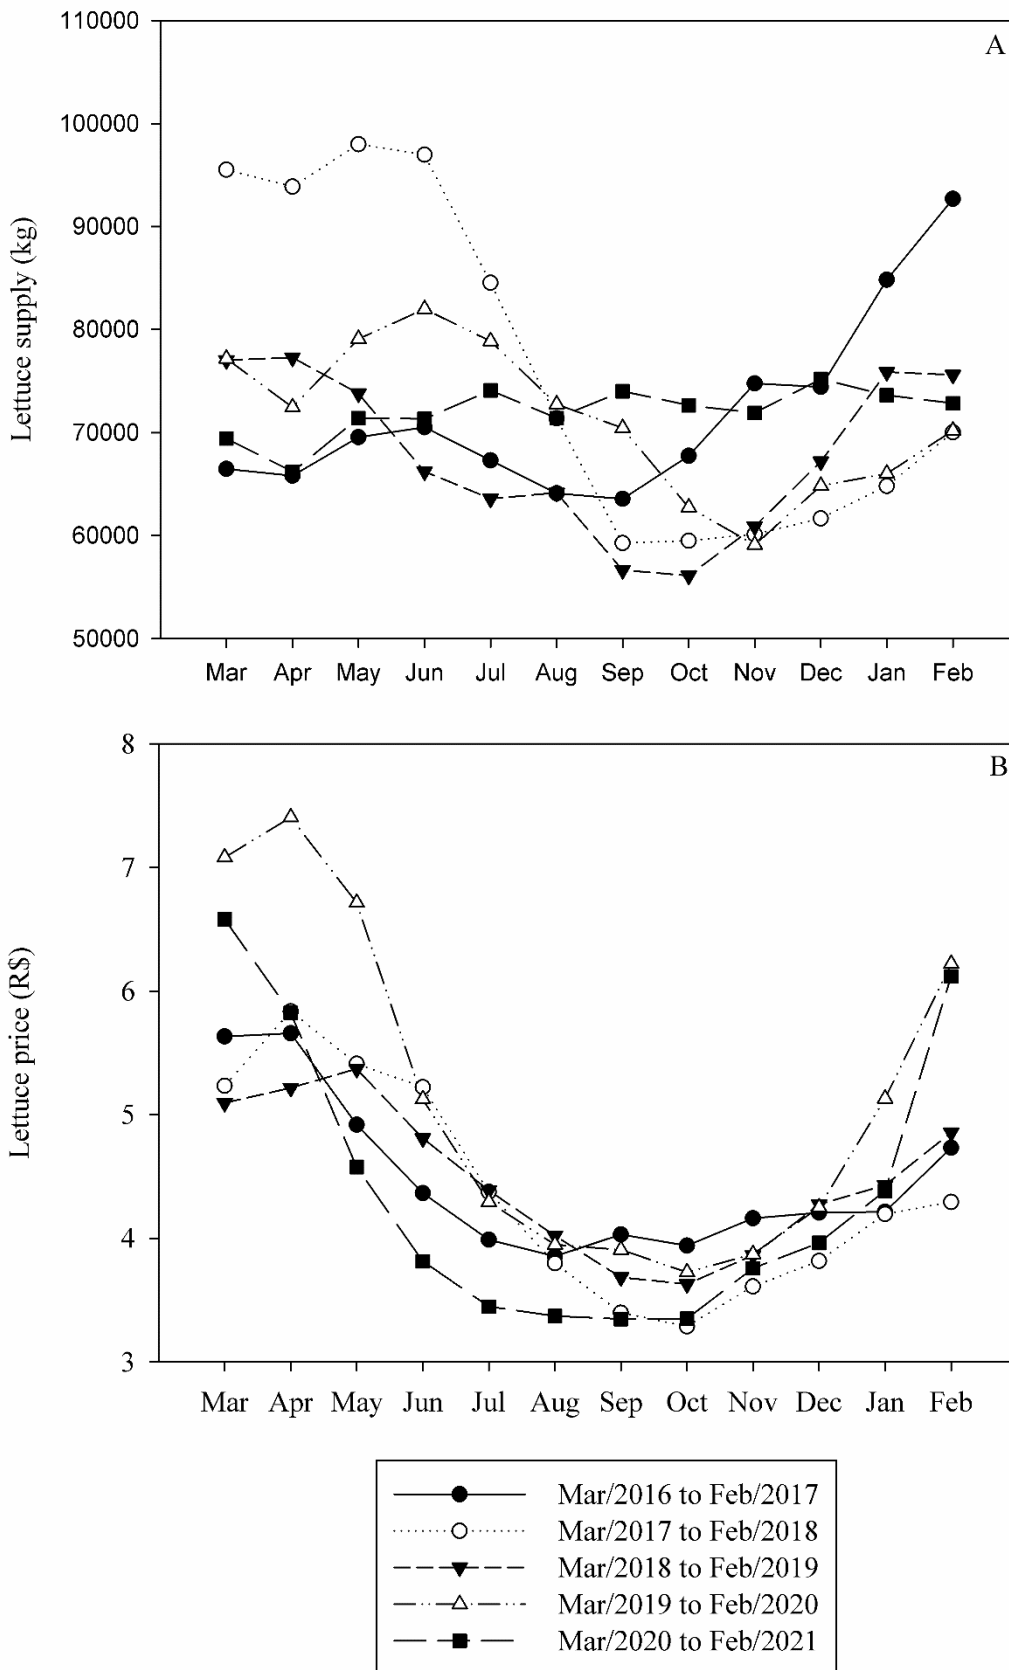 A
110000
100000
90000
80000
70000
60000
50000
Lettuce supply (kg)
Mar Apr May Jun Jul Aug Sep Oct Nov Dec Jan Feb
B
8
7
6
5
4
3
Lettuce price (R$)
Mar Apr May Jun Jul Aug Sep Oct Nov Dec Jan Feb
Mar/2016 to Feb/2017
Mar/2017 to Feb/2018
Mar/2018 to Feb/2019
Mar/2019 to Feb/2020
Mar/2020 to Feb/2021